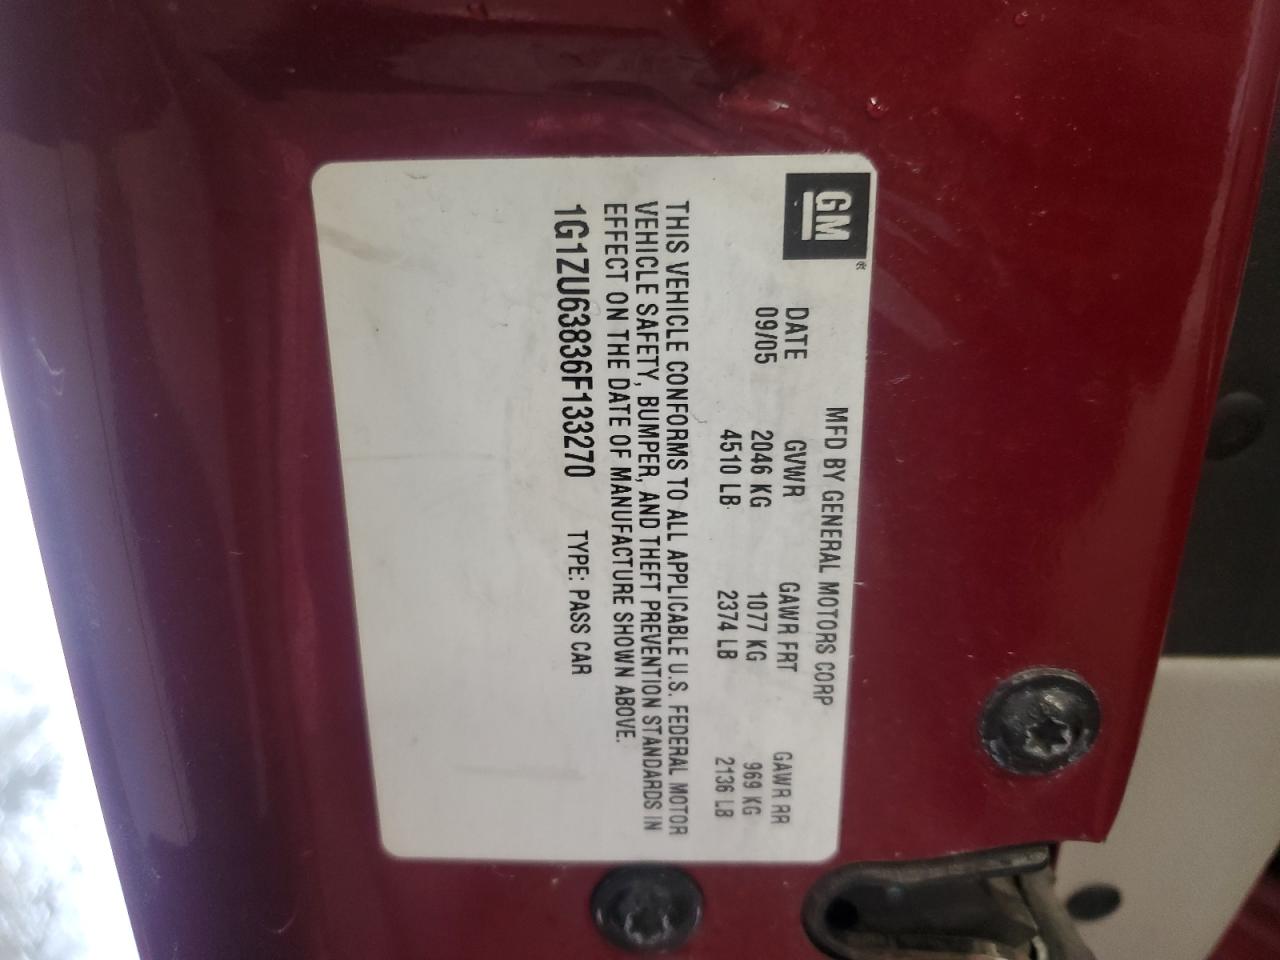 GM®
MFD BY GENERAL MOTORS CORP
DATE GVWR GAWR FRT GAWR RR
09/05 2046 KG 1077 KG 969 KG
4510 LB 2374 LB 2136 LB
THIS VEHICLE CONFORMS TO ALL APPLICABLE U.S. FEDERAL MOTOR
VEHICLE SAFETY, BUMPER, AND THEFT PREVENTION STANDARDS IN
EFFECT ON THE DATE OF MANUFACTURE SHOWN ABOVE.
1G1ZU63836F133270 TYPE: PASS CAR